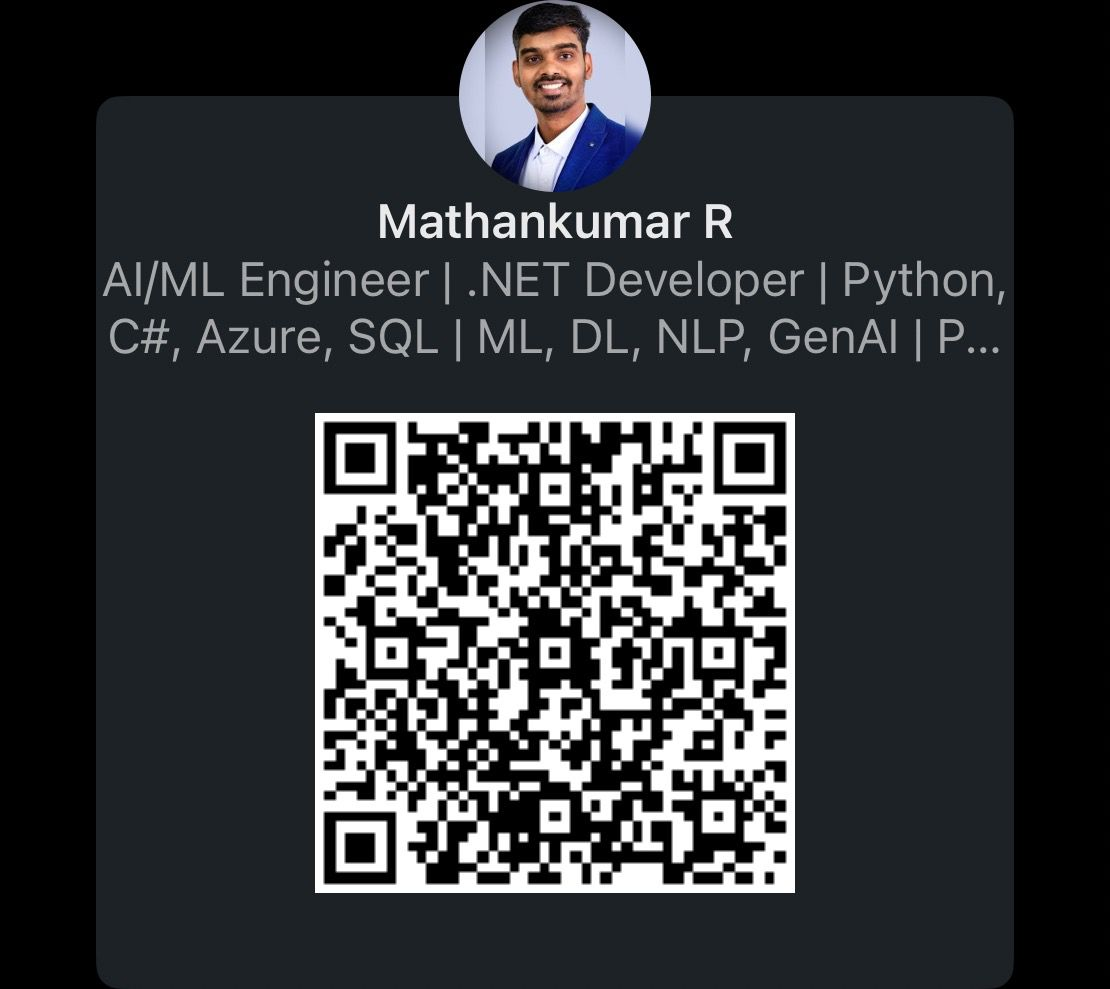 Mathankumar R
AI/ML Engineer | .NET Developer | Python,
C#, Azure, SQL | ML, DL, NLP, GenAI | P...